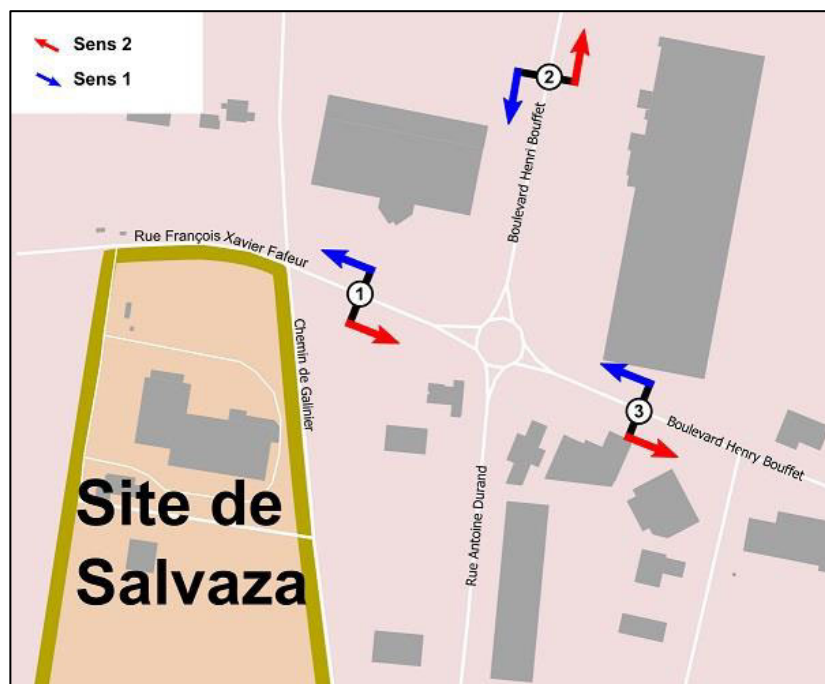 Sens 2
Sens 1
2
Boulevard Henri Bouffet
Rue François Xavier Fafeur
1
Chemin de Galinier
3
Boulevard Henry Bouffet
Rue Antoine Durand
Site de
Salvaza